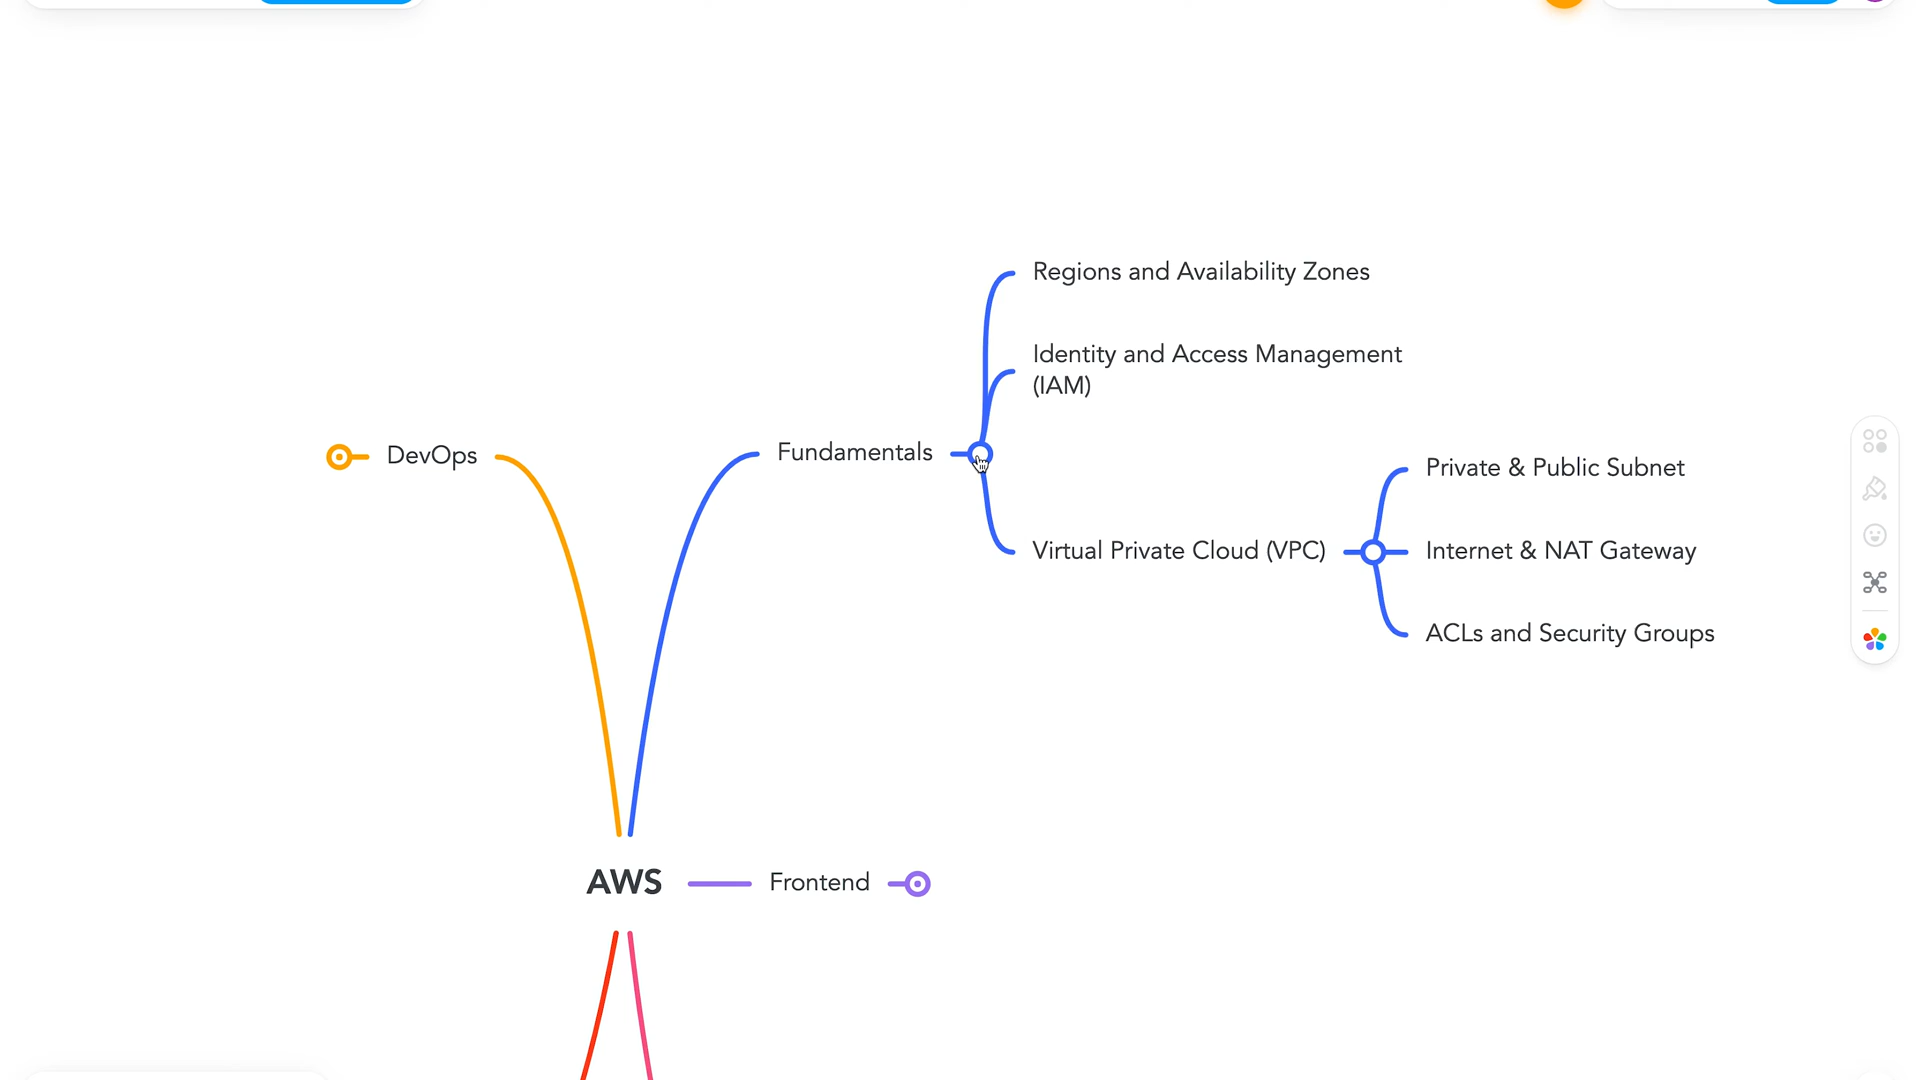 Regions and Availability Zones
Identity and Access Management
(IAM)
DevOps
Fundamentals
Private & Public Subnet
Virtual Private Cloud (VPC)
Internet & NAT Gateway
ACLs and Security Groups
AWS
Frontend